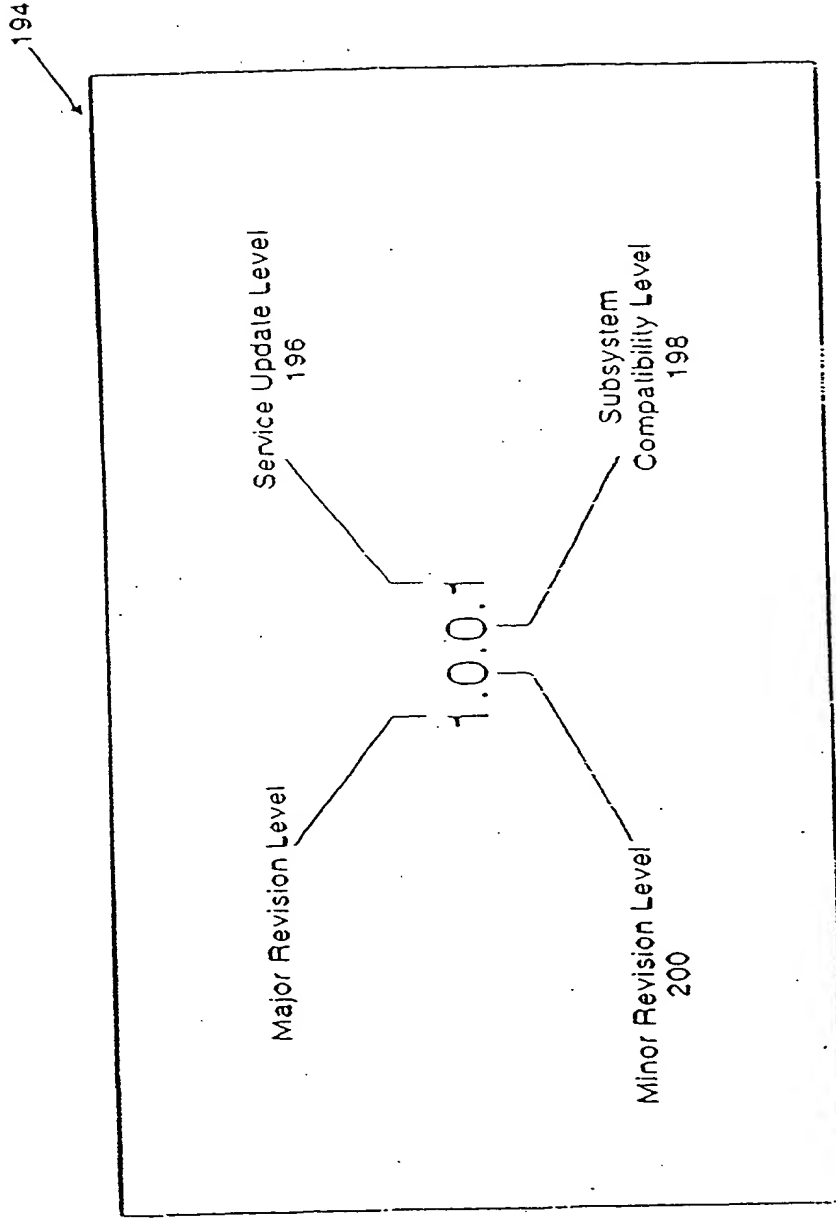 194
Major Revision Level
Service Update Level
196
1.0.0.1
Minor Revision Level
200
Subsystem
Compatibility Level
198